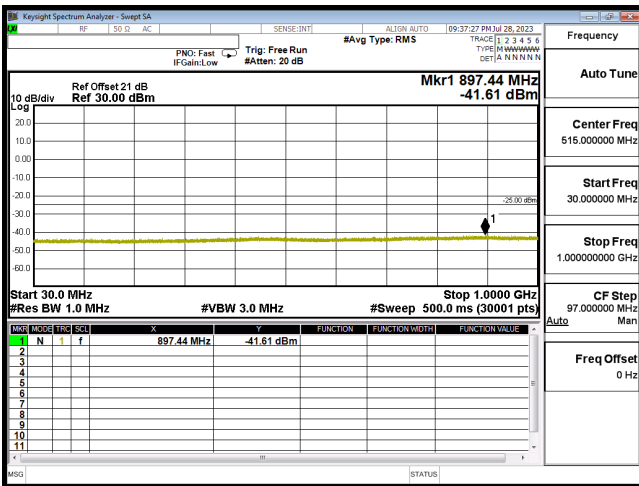 Keysight Spectrum Analyzer - Swept SA
RF 50 Ω AC SENSE:INT ALIGN AUTO 09:37:27 PM Jul 28, 2023
#Avg Type: RMS TRACE 1 2 3 4 5 6
PNO: Fast Trig: Free Run TYPE M W W W W W
IFGain:Low #Atten: 20 dB DET A N N N N N
Ref Offset 21 dB
10 dB/div Ref 30.00 dBm
Log
Mkr1 897.44 MHz
-41.61 dBm
20.0
10.0
0.00
-10.0
-20.0
-25.00 dBm
-30.0
1
-40.0
-50.0
-60.0
Start 30.0 MHz Stop 1.0000 GHz
#Res BW 1.0 MHz #VBW 3.0 MHz #Sweep 500.0 ms (30001 pts)
MKR MODE TRC SCL X Y FUNCTION FUNCTION WIDTH FUNCTION VALUE
1 N 1 f 897.44 MHz -41.61 dBm
2
3
4
5
6
7
8
9
10
11
MSG STATUS
Frequency
Auto Tune
Center Freq
515.000000 MHz
Start Freq
30.000000 MHz
Stop Freq
1.000000000 GHz
CF Step
97.000000 MHz
Auto Man
Freq Offset
0 Hz